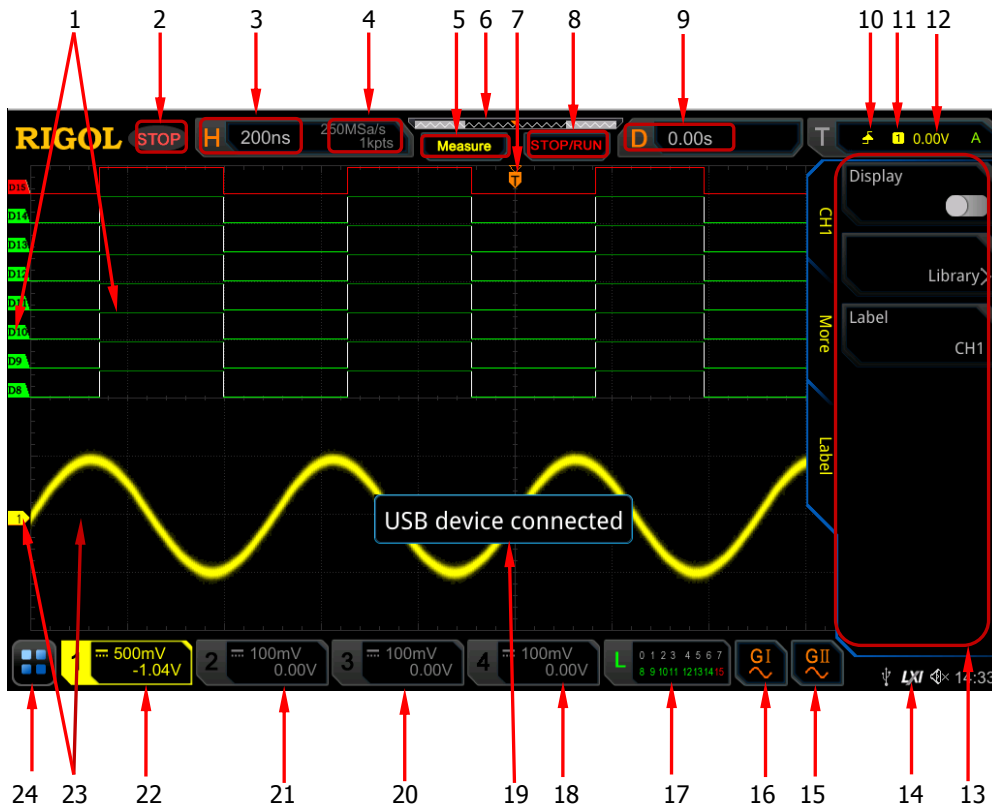 1 2 3 4 5 6 7 8 9 10 11 12
RIGOL STOP H 200ns 250MSa/s 1kpts Measure STOP/RUN D 0.00s T 1 0.00V A
T
D15
D14
D13
D12
D11
D10
D9
D8
CH1
More
Label
Display
Library
Label
CH1
1
USB device connected
1 500mV -1.04V
2 100mV 0.00V
3 100mV 0.00V
4 100mV 0.00V
L 0 1 2 3 4 5 6 7
8 9 10 11 12 13 14 15
GI GII
LXI 14:33
24 23 22 21 20 19 18 17 16 15 14 13